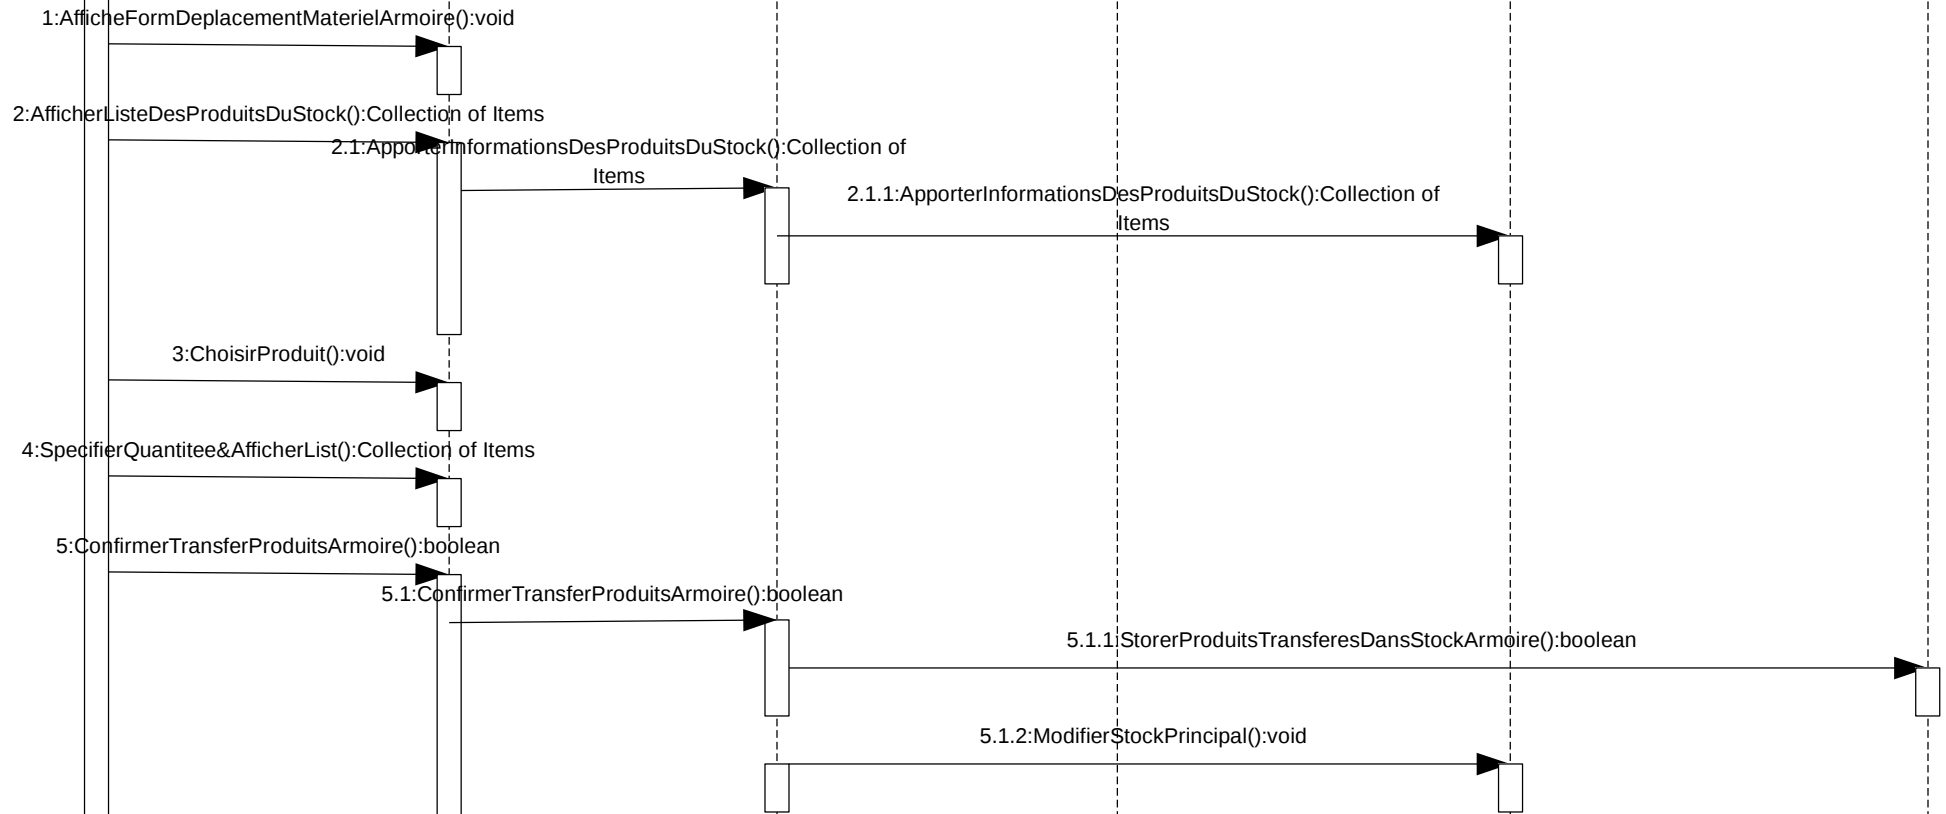 1:AfficheFormDeplacementMaterielArmoire():void
2:AfficherListeDesProduitsDuStock():Collection of Items
2.1:ApporterInformationsDesProduitsDuStock():Collection of
Items
2.1.1:ApporterInformationsDesProduitsDuStock():Collection of
Items
3:ChoisirProduit():void
4:SpecifierQuantitee&AfficherList():Collection of Items
5:ConfirmerTransferProduitsArmoire():boolean
5.1:ConfirmerTransferProduitsArmoire():boolean
5.1.1:StorerProduitsTransferesDansStockArmoire():boolean
5.1.2:ModifierStockPrincipal():void